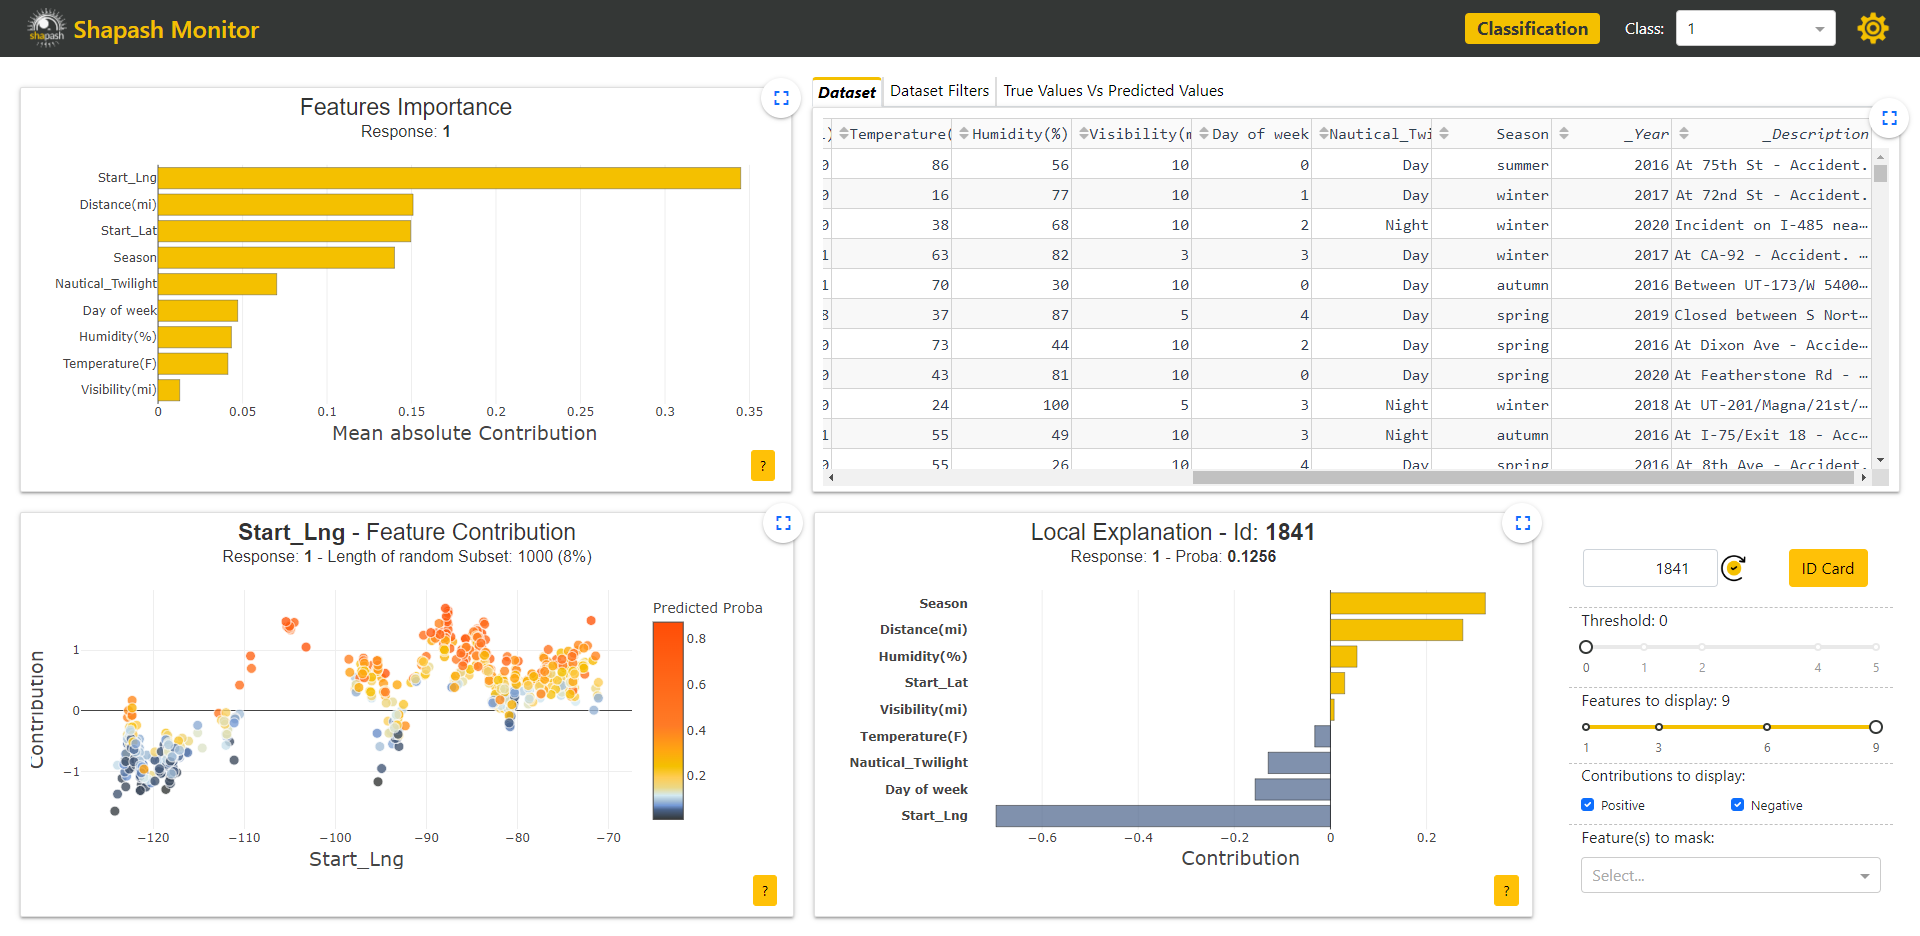 shapash
Shapash Monitor
Classification
Class:
1
Features Importance
Response: 1
Start_Lng
Distance(mi)
Start_Lat
Season
Nautical_Twilight
Day of week
Humidity(%)
Temperature(F)
Visibility(mi)
0 0.05 0.1 0.15 0.2 0.25 0.3 0.35
Mean absolute Contribution
?
Dataset Dataset Filters True Values Vs Predicted Values
Temperature( Humidity(%) Visibility(m Day of week Nautical_Twi Season _Year _Description
0 86 56 10 0 Day summer 2016 At 75th St - Accident.
0 16 77 10 1 Day winter 2017 At 72nd St - Accident.
0 38 68 10 2 Night winter 2020 Incident on I-485 nea…
1 63 82 3 3 Day winter 2017 At CA-92 - Accident. …
1 70 30 10 0 Day autumn 2016 Between UT-173/W 5400…
8 37 87 5 4 Day spring 2019 Closed between S Nort…
0 73 44 10 2 Day spring 2016 At Dixon Ave - Accide…
0 43 81 10 0 Day spring 2020 At Featherstone Rd - …
0 24 100 5 3 Night winter 2018 At UT-201/Magna/21st/…
1 55 49 10 3 Night autumn 2016 At I-75/Exit 18 - Acc…
0 55 26 10 4 Day spring 2016 At 8th Ave - Accident.
Start_Lng - Feature Contribution
Response: 1 - Length of random Subset: 1000 (8%)
Contribution
1
0
−1
−120 −110 −100 −90 −80 −70
Start_Lng
Predicted Proba
0.8
0.6
0.4
0.2
?
Local Explanation - Id: 1841
Response: 1 - Proba: 0.1256
Season
Distance(mi)
Humidity(%)
Start_Lat
Visibility(mi)
Temperature(F)
Nautical_Twilight
Day of week
Start_Lng
−0.6 −0.4 −0.2 0 0.2
Contribution
?
1841
ID Card
Threshold: 0
0 1 2 4 5
Features to display: 9
1 3 6 9
Contributions to display:
Positive Negative
Feature(s) to mask:
Select...